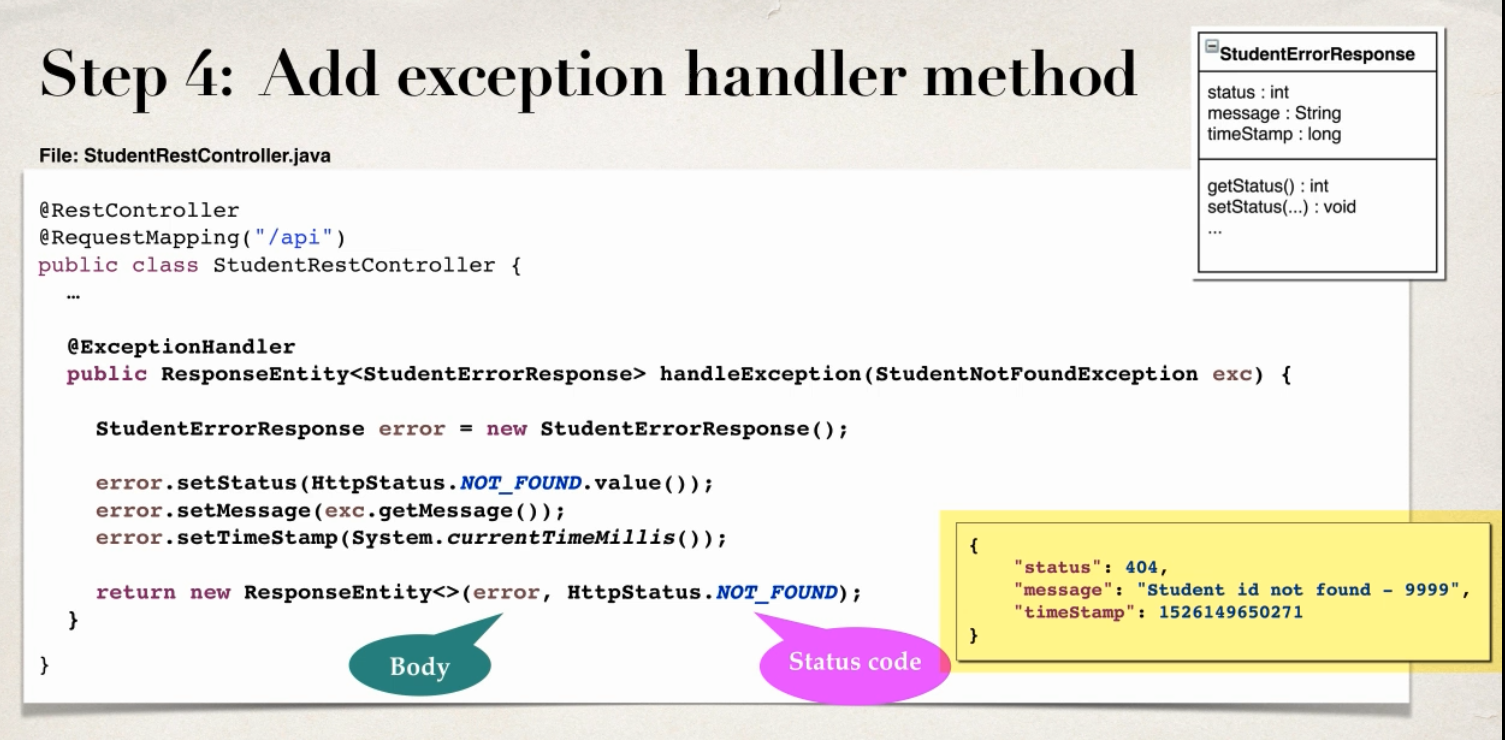 Step 4: Add exception handler method
File: StudentRestController.java
@RestController
@RequestMapping("/api")
public class StudentRestController {
…
@ExceptionHandler
public ResponseEntity<StudentErrorResponse> handleException(StudentNotFoundException exc) {
StudentErrorResponse error = new StudentErrorResponse();
error.setStatus(HttpStatus.NOT_FOUND.value());
error.setMessage(exc.getMessage());
error.setTimeStamp(System.currentTimeMillis());
return new ResponseEntity<>(error, HttpStatus.NOT_FOUND);
}
}
Body
Status code
StudentErrorResponse
status : int
message : String
timeStamp : long
getStatus() : int
setStatus(...) : void
...
{
"status": 404,
"message": "Student id not found - 9999",
"timeStamp": 1526149650271
}